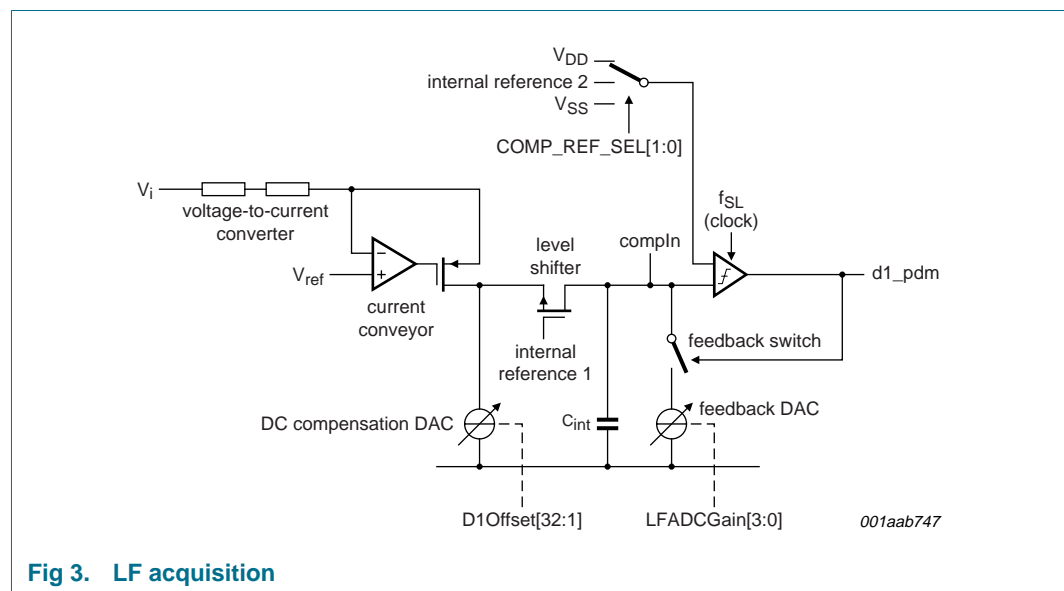 VDD
internal reference 2
VSS
COMP_REF_SEL[1:0]
Vi
voltage-to-current
converter
fSL
(clock)
level
shifter
compIn
d1_pdm
Vref
−
+
current
conveyor
internal
reference 1
feedback switch
DC compensation DAC
Cint
feedback DAC
D1Offset[32:1]
LFADCGain[3:0]
001aab747
Fig 3. LF acquisition